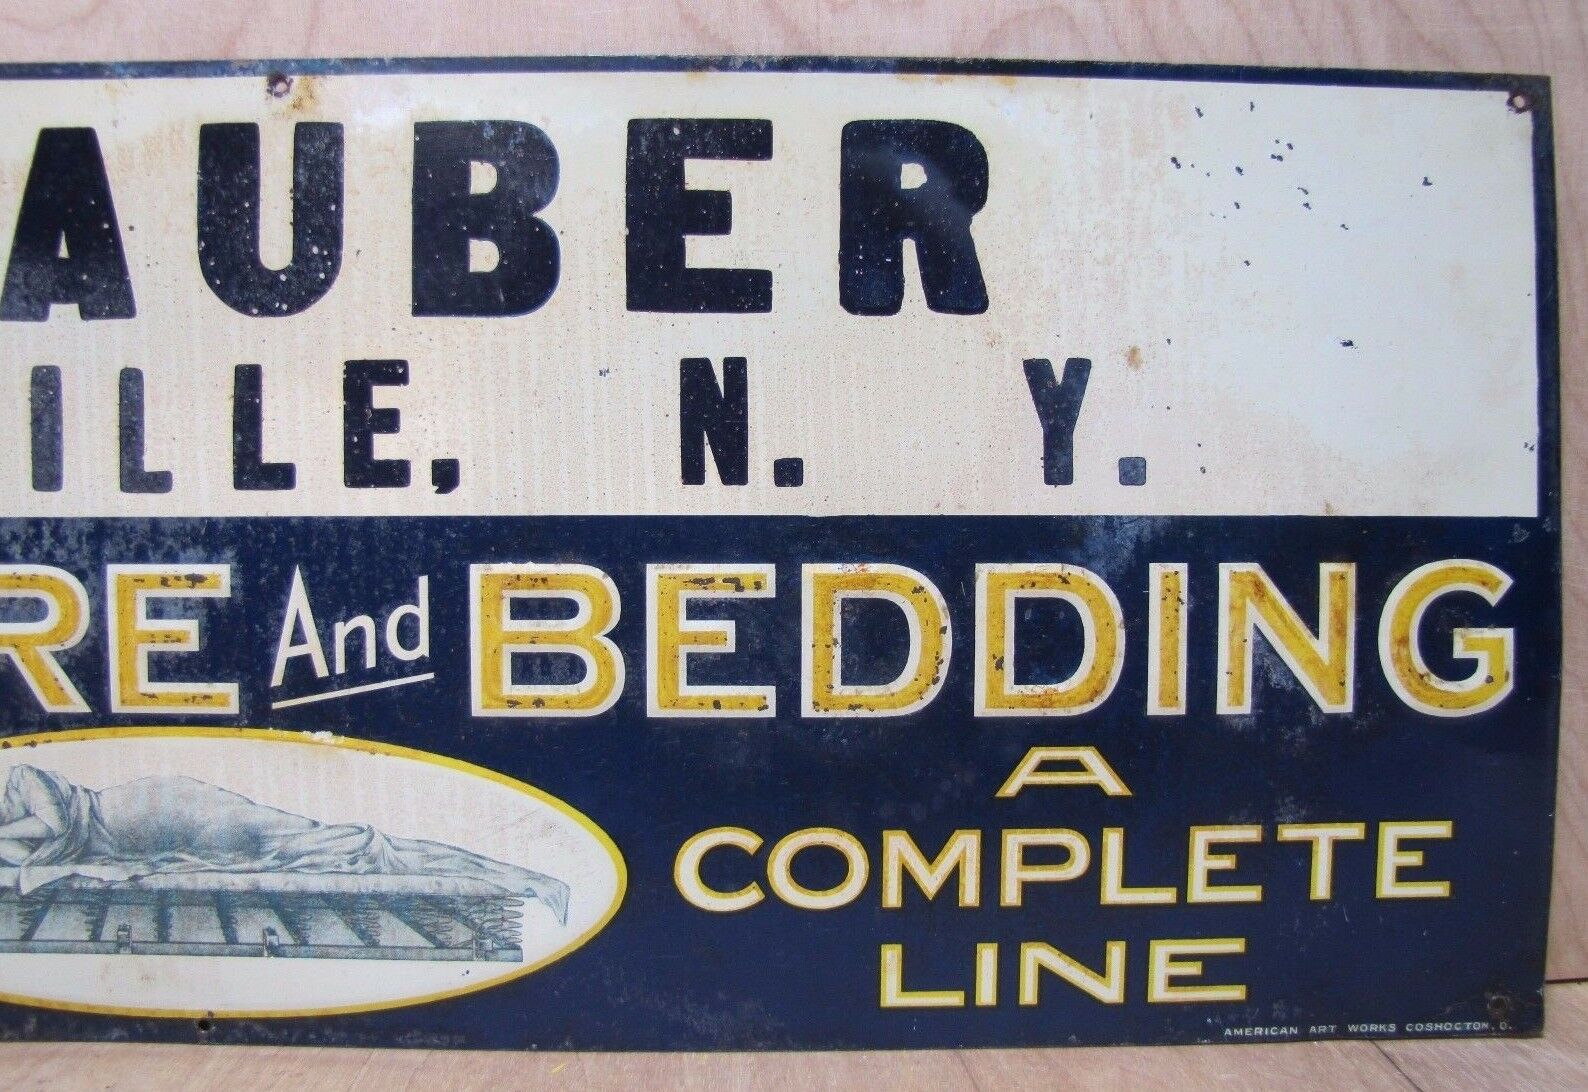 AUBER
ILLE, N. Y.
RE And BEDDING
A
COMPLETE
LINE
AMERICAN ART WORKS COSHOCTON, O.